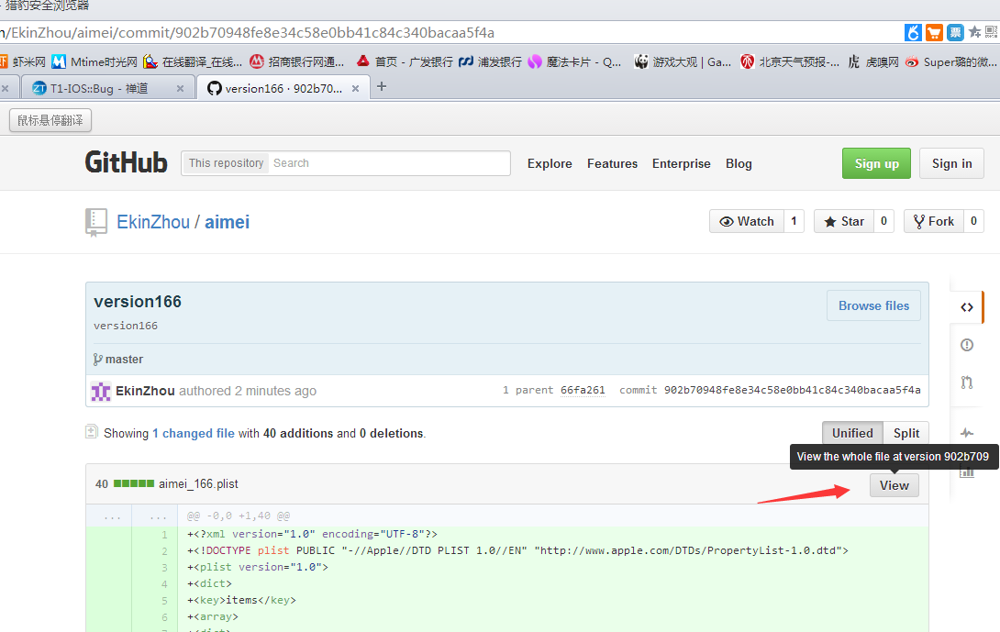 猎豹安全浏览器
n/EkinZhou/aimei/commit/902b70948fe8e34c58e0bb41c84c340bacaa5f4a
票
虾米网 Mtime时光网 在线翻译_在线... 招商银行网通... 首页 - 广发银行 浦发银行 魔法卡片 - Q... 游戏大观 | Ga... 北京天气预报-... 虎嗅网 Super璐的微...
× ZT T1-IOS::Bug - 禅道 × version166 · 902b70... × +
鼠标悬停翻译
GitHub This repository Search Explore Features Enterprise Blog Sign up Sign in
EkinZhou / aimei Watch 1 Star 0 Fork 0
version166 Browse files
version166
master
EkinZhou authored 2 minutes ago 1 parent 66fa261 commit 902b70948fe8e34c58e0bb41c84c340bacaa5f4a
Showing 1 changed file with 40 additions and 0 deletions. Unified Split
View the whole file at version 902b709
40 aimei_166.plist View
... ... @@ -0,0 +1,40 @@
1 +<?xml version="1.0" encoding="UTF-8"?>
2 +<!DOCTYPE plist PUBLIC "-//Apple//DTD PLIST 1.0//EN" "http://www.apple.com/DTDs/PropertyList-1.0.dtd">
3 +<plist version="1.0">
4 +<dict>
5 +<key>items</key>
6 +<array>
7 +<dict>